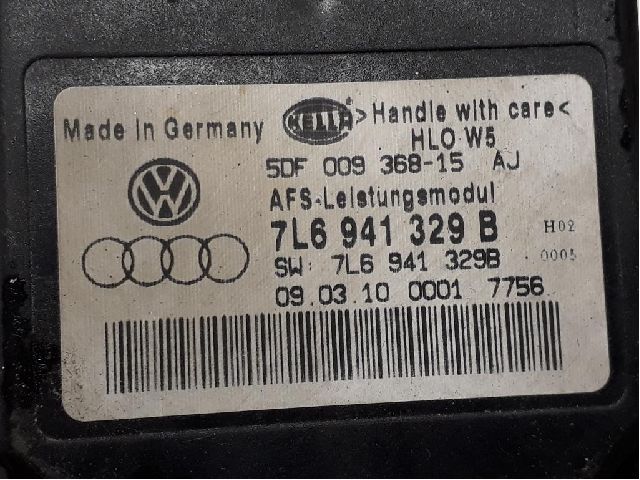 Made in Germany
HELLA
>Handle with care<
HLO W5
5DF 009 368-15 AJ
AFS-Leistungsmodul
VW
7L6 941 329 B
H02
SW: 7L6 941 329B
0005
09.03.10 0001 7756